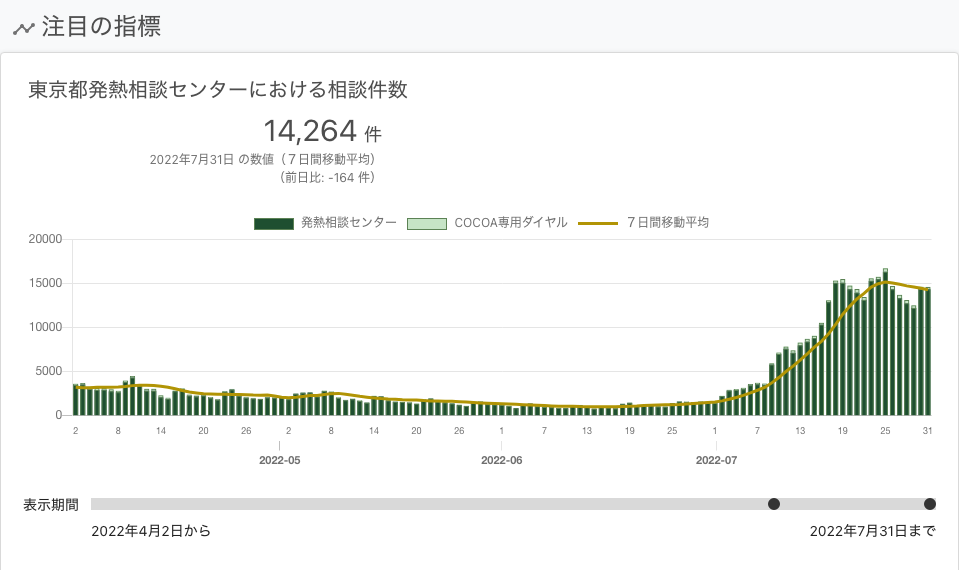 注目の指標
東京都発熱相談センターにおける相談件数
14,264 件
2022年7月31日 の数値（７日間移動平均）
（前日比: -164 件）
発熱相談センター COCOA専用ダイヤル ７日間移動平均
20000
15000
10000
5000
0
2 8 14 20 26 2 8 14 20 26 1 7 13 19 25 1 7 13 19 25 31
2022-05 2022-06 2022-07
表示期間
2022年4月2日から 2022年7月31日まで